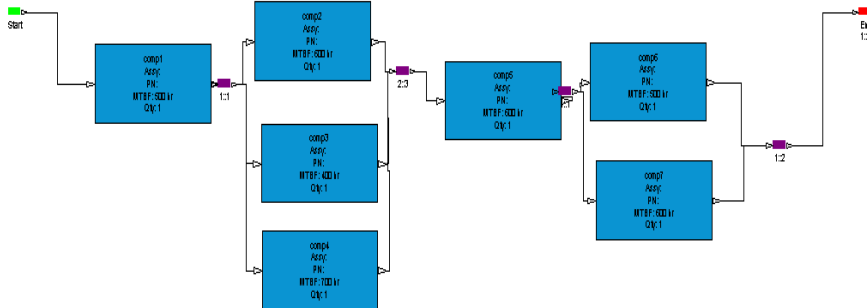 Start
comp1
Assy:
PN:
MTBF: 500 hr
Qty: 1
1::1
comp2
Assy:
PN:
MTBF: 600 hr
Qty: 1
comp3
Assy:
PN:
MTBF: 400 hr
Qty: 1
comp4
Assy:
PN:
MTBF: 700 hr
Qty: 1
2::3
comp5
Assy:
PN:
MTBF: 600 hr
Qty: 1
comp6
Assy:
PN:
MTBF: 500 hr
Qty: 1
comp7
Assy:
PN:
MTBF: 600 hr
Qty: 1
1::2